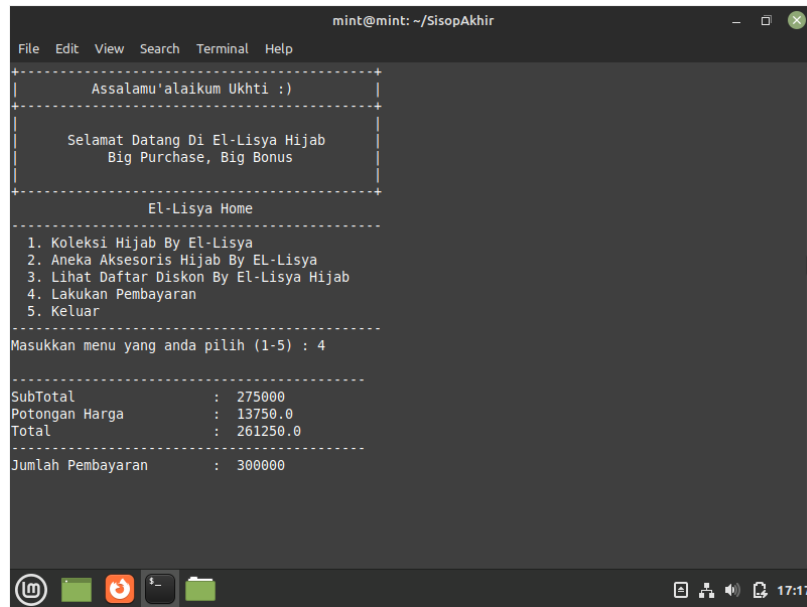 mint@mint: ~/SisopAkhir
File Edit View Search Terminal Help
+---------------------------------------------+
| Assalamu'alaikum Ukhti :) |
+---------------------------------------------+
| |
| Selamat Datang Di El-Lisya Hijab |
| Big Purchase, Big Bonus |
| |
+---------------------------------------------+
El-Lisya Home
-----------------------------------------------
1. Koleksi Hijab By El-Lisya
2. Aneka Aksesoris Hijab By EL-Lisya
3. Lihat Daftar Diskon By El-Lisya Hijab
4. Lakukan Pembayaran
5. Keluar
-----------------------------------------------
Masukkan menu yang anda pilih (1-5) : 4
---------------------------------------------
SubTotal : 275000
Potongan Harga : 13750.0
Total : 261250.0
---------------------------------------------
Jumlah Pembayaran : 300000
$_
17:17